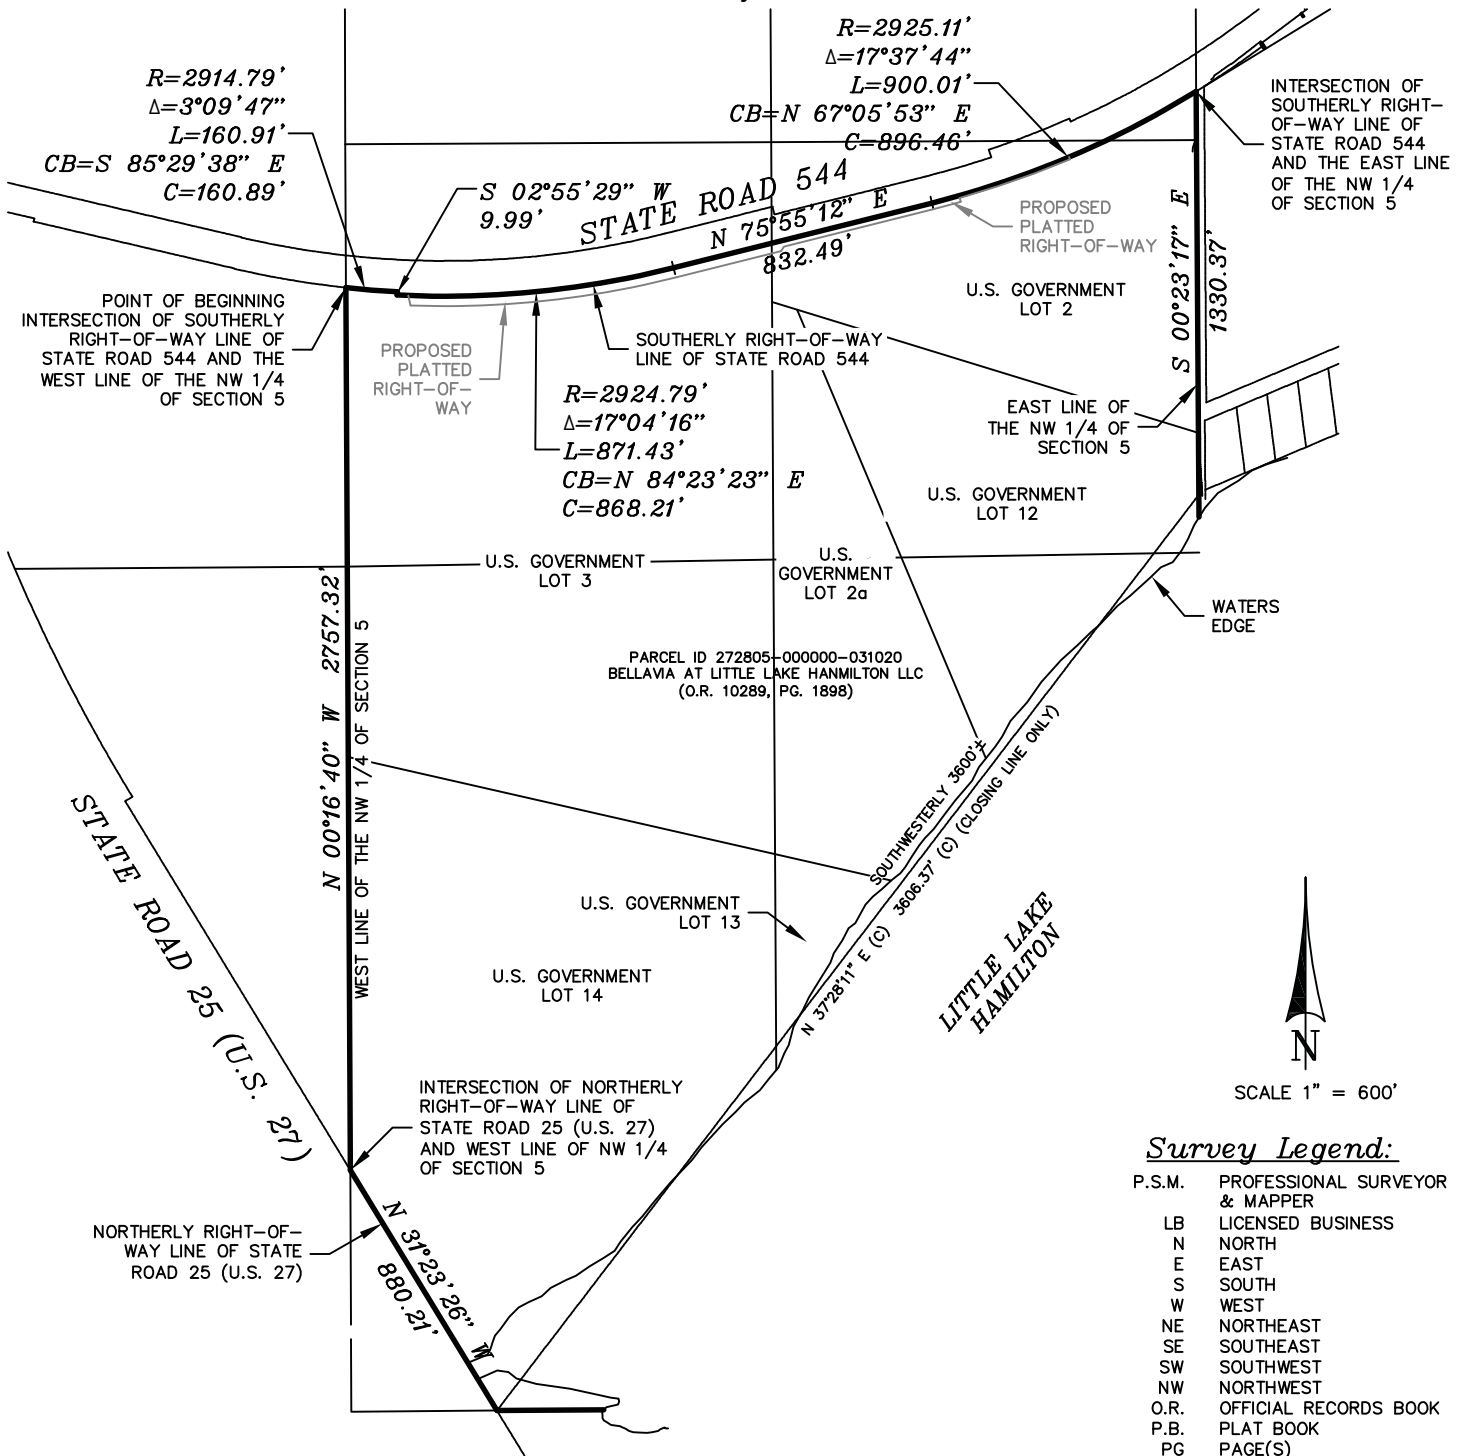 R=2914.79'
Δ=3°09'47"
L=160.91'
CB=S 85°29'38" E
C=160.89'
R=2925.11'
Δ=17°37'44"
L=900.01'
CB=N 67°05'53" E
C=896.46'
INTERSECTION OF
SOUTHERLY RIGHT-
OF-WAY LINE OF
STATE ROAD 544
AND THE EAST LINE
OF THE NW 1/4
OF SECTION 5
S 02°55'29" W
9.99'
STATE ROAD 544
N 75°55'12" E
832.49'
PROPOSED
PLATTED
RIGHT-OF-WAY
S 00°23'17" E
1330.37'
POINT OF BEGINNING
INTERSECTION OF SOUTHERLY
RIGHT-OF-WAY LINE OF
STATE ROAD 544 AND THE
WEST LINE OF THE NW 1/4
OF SECTION 5
PROPOSED
PLATTED
RIGHT-OF-
WAY
SOUTHERLY RIGHT-OF-WAY
LINE OF STATE ROAD 544
U.S. GOVERNMENT
LOT 2
R=2924.79'
Δ=17°04'16"
L=871.43'
CB=N 84°23'23" E
C=868.21'
EAST LINE OF
THE NW 1/4 OF
SECTION 5
U.S. GOVERNMENT
LOT 12
U.S. GOVERNMENT
LOT 3
U.S.
GOVERNMENT
LOT 2a
WATERS
EDGE
N 00°16'40" W 2757.32'
WEST LINE OF THE NW 1/4 OF SECTION 5
PARCEL ID 272805-000000-031020
BELLAVIA AT LITTLE LAKE HANMILTON LLC
(O.R. 10289, PG. 1898)
SOUTHWESTERLY 3600'±
N 37°28'11" E (C) 3606.37' (C) (CLOSING LINE ONLY)
STATE ROAD 25 (U.S. 27)
U.S. GOVERNMENT
LOT 13
U.S. GOVERNMENT
LOT 14
LITTLE LAKE
HAMILTON
N
SCALE 1" = 600'
INTERSECTION OF NORTHERLY
RIGHT-OF-WAY LINE OF
STATE ROAD 25 (U.S. 27)
AND WEST LINE OF NW 1/4
OF SECTION 5
NORTHERLY RIGHT-OF-
WAY LINE OF STATE
ROAD 25 (U.S. 27)
N 31°23'26" W
880.21'
Survey Legend:
P.S.M. PROFESSIONAL SURVEYOR
& MAPPER
LB LICENSED BUSINESS
N NORTH
E EAST
S SOUTH
W WEST
NE NORTHEAST
SE SOUTHEAST
SW SOUTHWEST
NW NORTHWEST
O.R. OFFICIAL RECORDS BOOK
P.B. PLAT BOOK
PG PAGE(S)